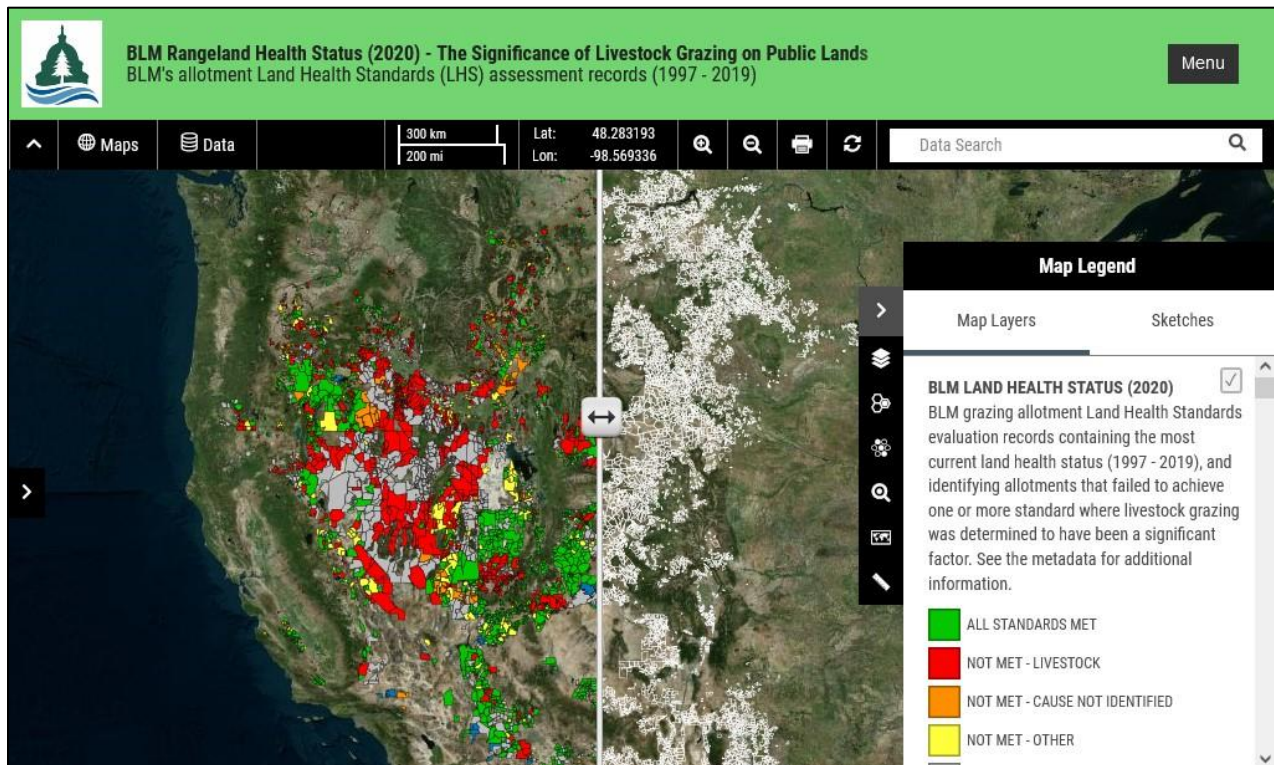 BLM Rangeland Health Status (2020) - The Significance of Livestock Grazing on Public Lands
BLM's allotment Land Health Standards (LHS) assessment records (1997 - 2019)
Menu
Maps
Data
300 km
200 mi
Lat: 48.283193
Lon: -98.569336
Data Search
Map Legend
Map Layers
Sketches
BLM LAND HEALTH STATUS (2020)
BLM grazing allotment Land Health Standards
evaluation records containing the most
current land health status (1997 - 2019), and
identifying allotments that failed to achieve
one or more standard where livestock grazing
was determined to have been a significant
factor. See the metadata for additional
information.
ALL STANDARDS MET
NOT MET - LIVESTOCK
NOT MET - CAUSE NOT IDENTIFIED
NOT MET - OTHER